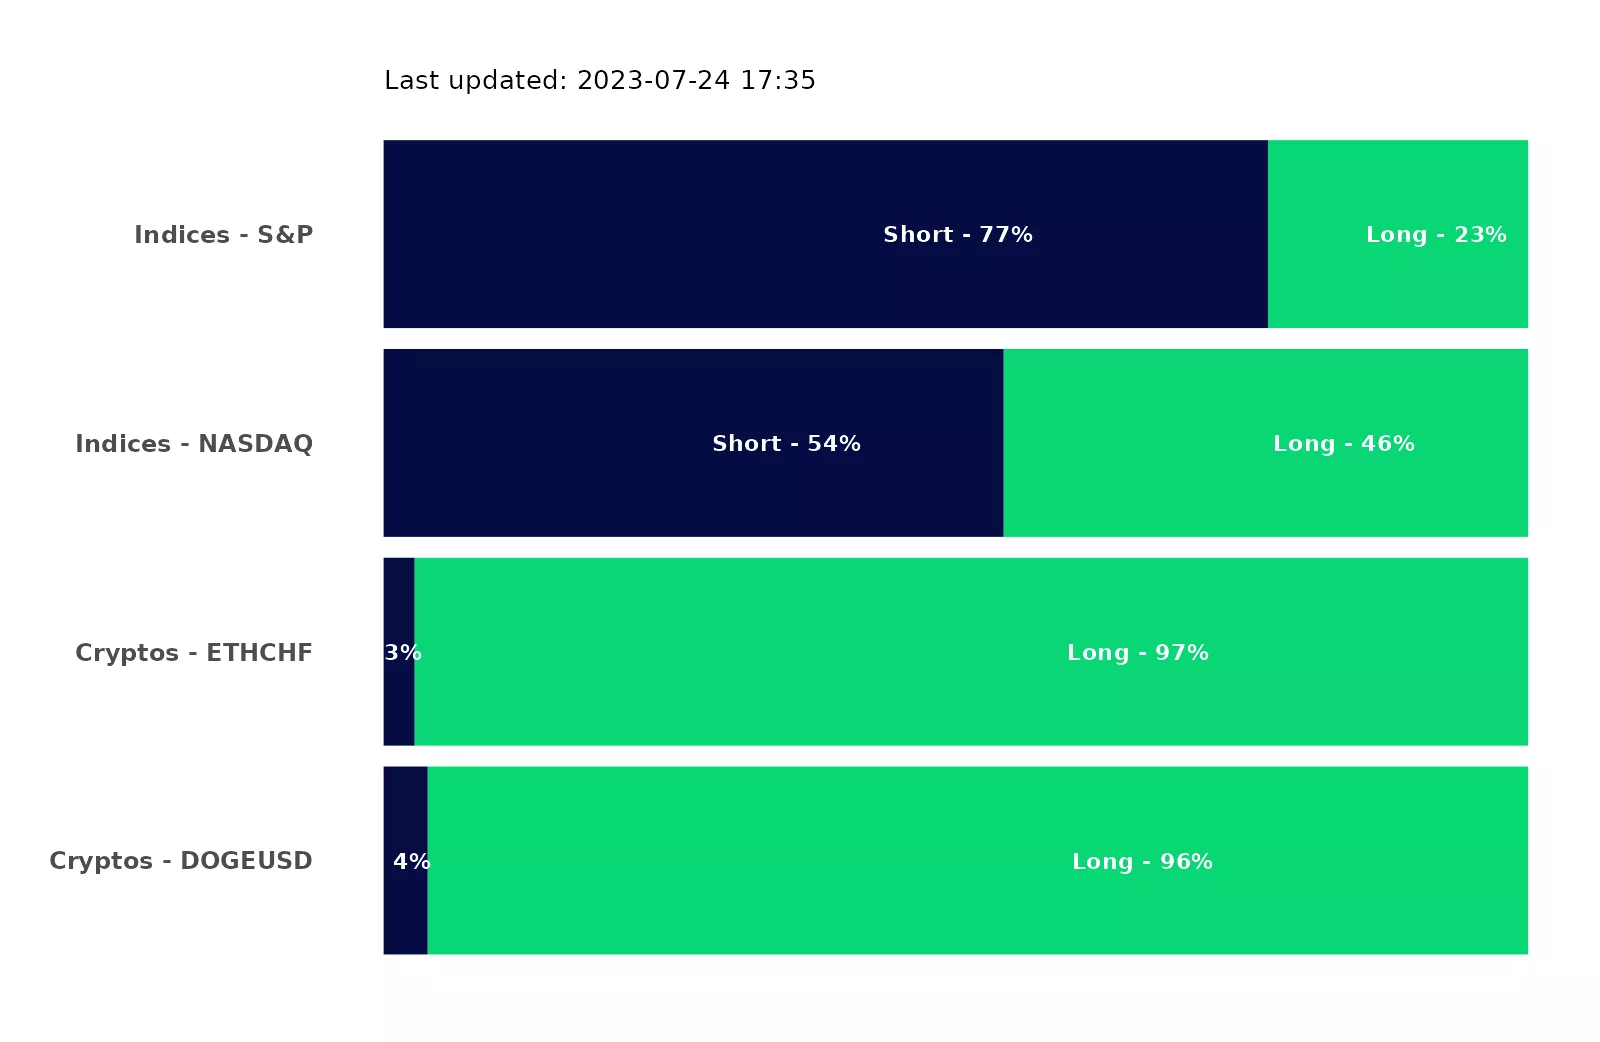 Last updated: 2023-07-24 17:35
Indices - S&P
Short - 77%
Long - 23%
Indices - NASDAQ
Short - 54%
Long - 46%
Cryptos - ETHCHF
3%
Long - 97%
Cryptos - DOGEUSD
4%
Long - 96%